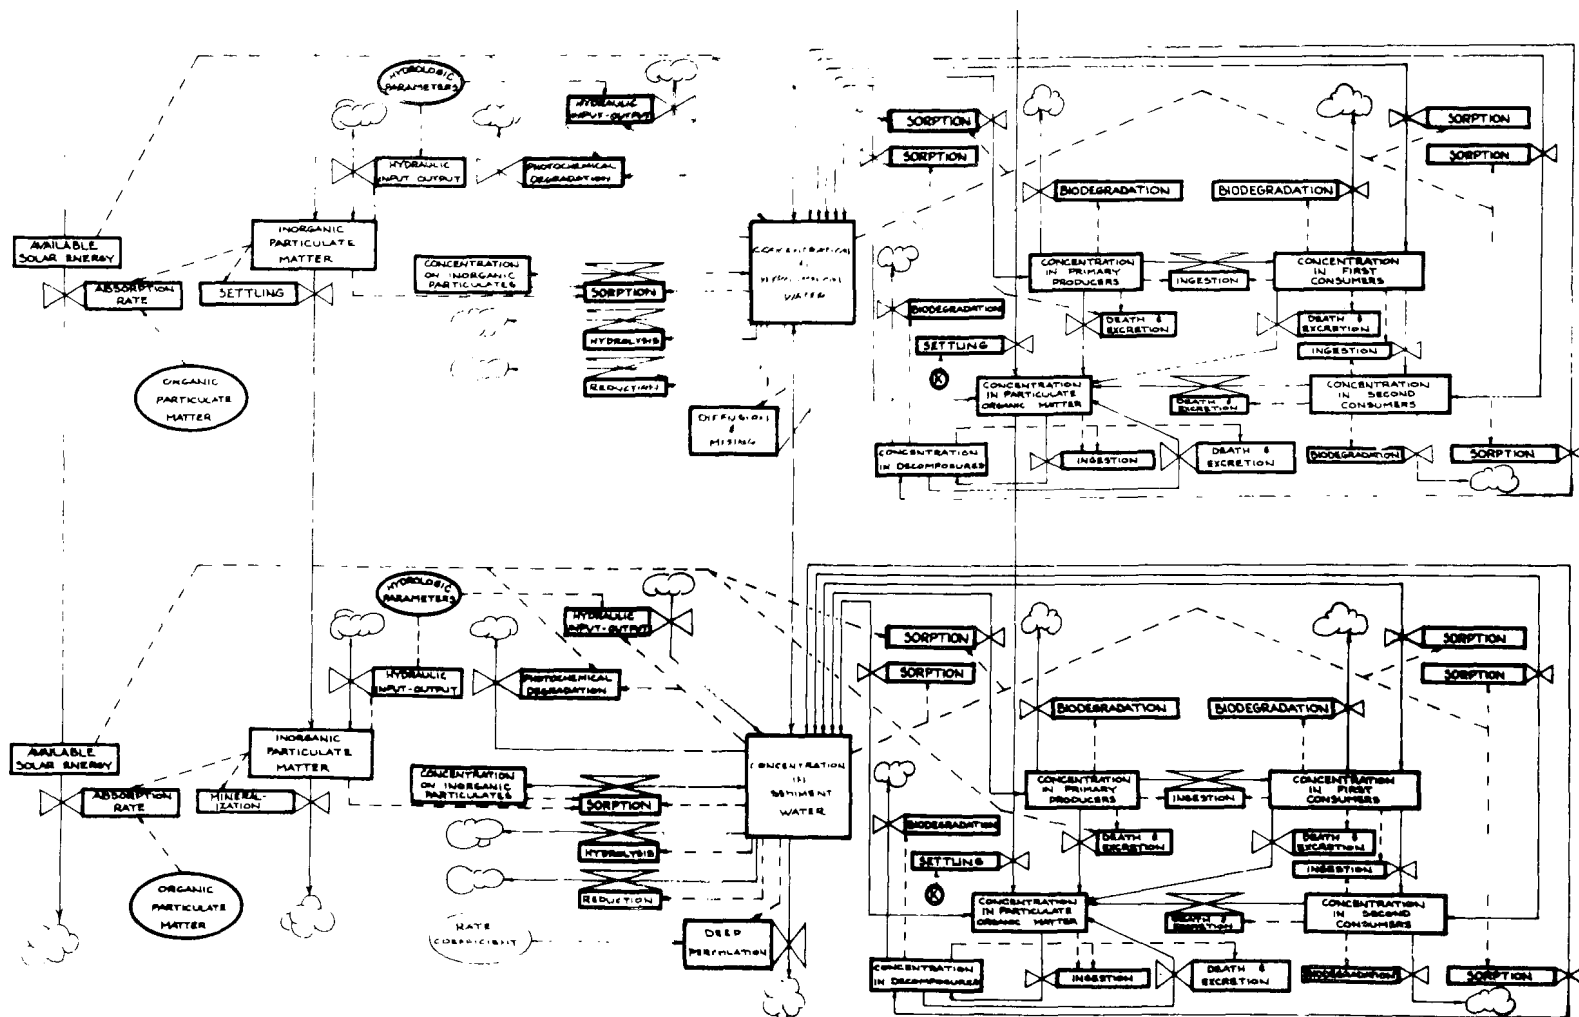 HYDROLOGIC
PARAMETERS
HYDRAULIC
INPUT-OUTPUT
HYDRAULIC
INPUT OUTPUT
PHOTOCHEMICAL
DEGRADATION
SORPTION
SORPTION
SORPTION
SORPTION
BIODEGRADATION
BIODEGRADATION
AVAILABLE
SOLAR ENERGY
INORGANIC
PARTICULATE
MATTER
ABSORPTION
RATE
SETTLING
CONCENTRATION
ON INORGANIC
PARTICULATES
SORPTION
HYDROLYSIS
REDUCTION
CONCENTRATION
WATER
DIFFUSION
&
MIXING
ORGANIC
PARTICULATE
MATTER
CONCENTRATION
IN PRIMARY
PRODUCERS
INGESTION
CONCENTRATION
IN FIRST
CONSUMERS
BIODEGRADATION
DEATH &
EXCRETION
DEATH &
EXCRETION
SETTLING
K
INGESTION
CONCENTRATION
IN PARTICULATE
ORGANIC MATTER
DEATH &
EXCRETION
CONCENTRATION
IN SECOND
CONSUMERS
CONCENTRATION
IN DECOMPOSURES
INGESTION
DEATH &
EXCRETION
BIODEGRADATION
SORPTION
HYDROLOGIC
PARAMETERS
HYDRAULIC
INPUT-OUTPUT
HYDRAULIC
INPUT-OUTPUT
PHOTOCHEMICAL
DEGRADATION
SORPTION
SORPTION
SORPTION
SORPTION
BIODEGRADATION
BIODEGRADATION
AVAILABLE
SOLAR ENERGY
INORGANIC
PARTICULATE
MATTER
ABSORPTION
RATE
MINERAL-
IZATION
CONCENTRATION
ON INORGANIC
PARTICULATES
SORPTION
HYDROLYSIS
REDUCTION
CONCENTRATION
IN
SEDIMENT
WATER
RATE
COEFFICIENT
DEEP
PERCULATION
ORGANIC
PARTICULATE
MATTER
CONCENTRATION
IN PRIMARY
PRODUCERS
INGESTION
CONCENTRATION
IN FIRST
CONSUMERS
BIODEGRADATION
DEATH &
EXCRETION
DEATH &
EXCRETION
SETTLING
K
INGESTION
CONCENTRATION
IN PARTICULATE
ORGANIC MATTER
DEATH &
EXCRETION
CONCENTRATION
IN SECOND
CONSUMERS
CONCENTRATION
IN DECOMPOSURES
INGESTION
DEATH &
EXCRETION
BIODEGRADATION
SORPTION